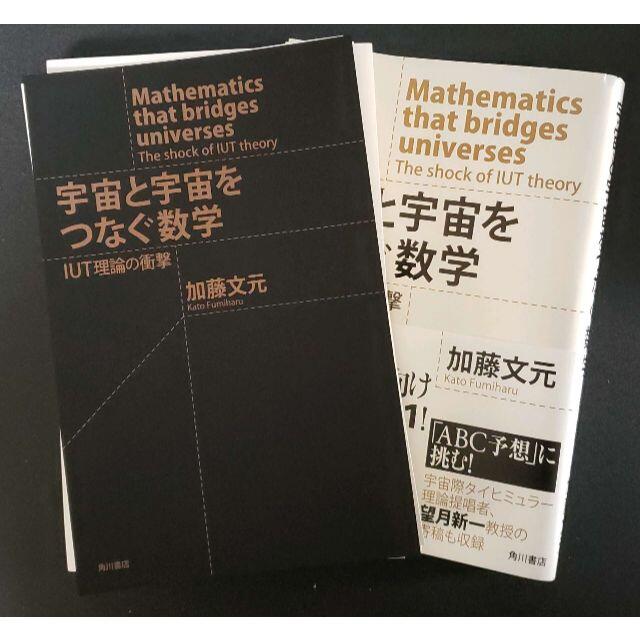 Mathematics
that bridges
universes
The shock of IUT theory
宇宙と宇宙を
つなぐ数学
IUT理論の衝撃
加藤文元
Kato Fumiharu
角川書店
Mathematics
that bridges
universes
The shock of IUT theory
と宇宙を
数学
撃
加藤文元
Kato Fumiharu
向け
1!
「ABC予想」に
挑む!
宇宙際タイヒミュラー
理論提唱者、
望月新一教授の
寄稿も収録
角川書店